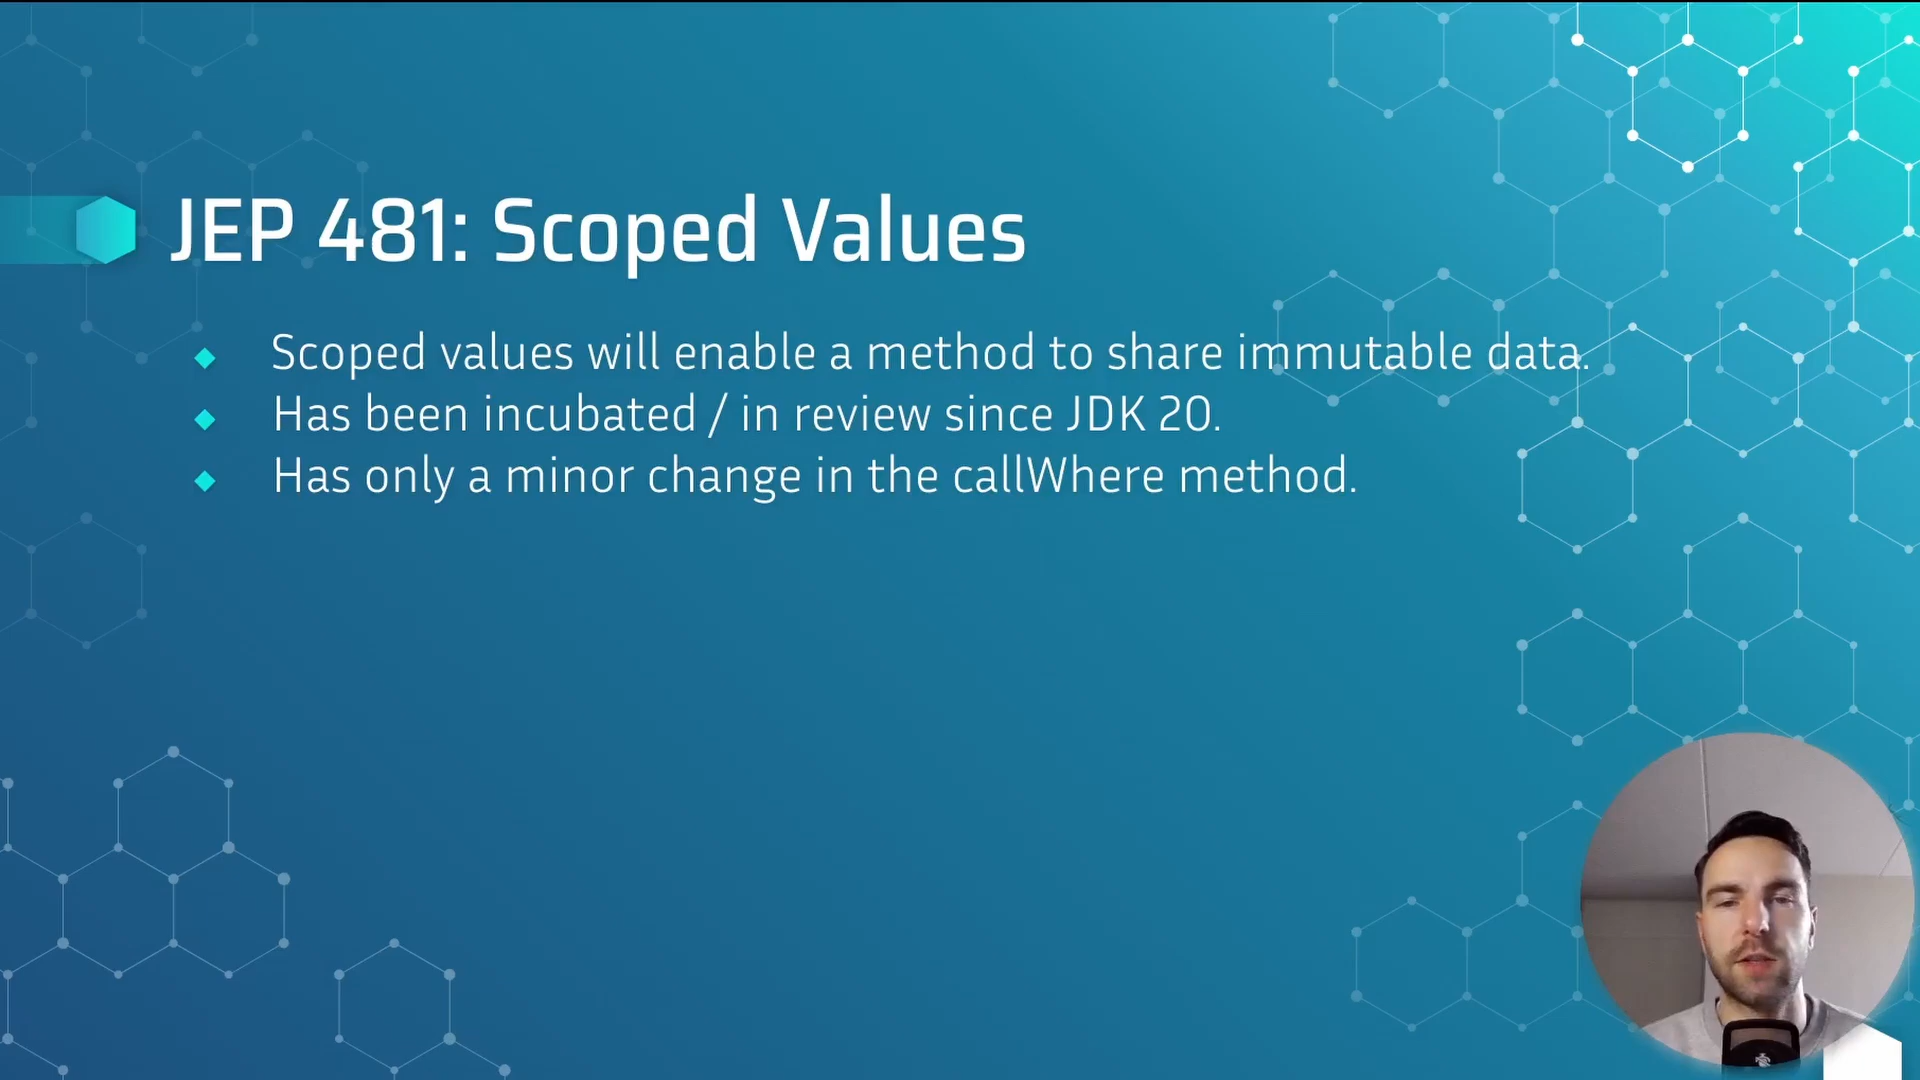 JEP 481: Scoped Values
Scoped values will enable a method to share immutable data.
Has been incubated / in review since JDK 20.
Has only a minor change in the callWhere method.